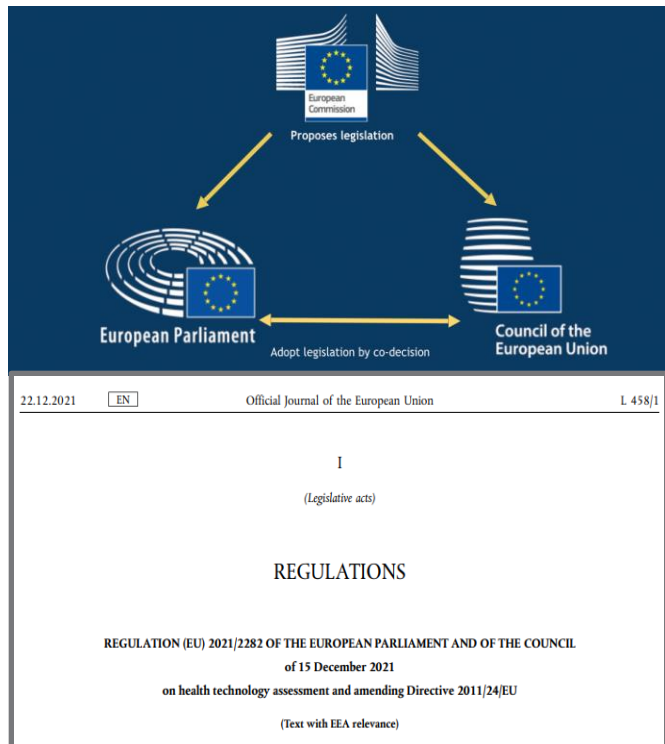 European
Commission
Proposes legislation
European Parliament
Council of the
European Union
Adopt legislation by co-decision
22.12.2021 EN Official Journal of the European Union L 458/1
I
(Legislative acts)
REGULATIONS
REGULATION (EU) 2021/2282 OF THE EUROPEAN PARLIAMENT AND OF THE COUNCIL
of 15 December 2021
on health technology assessment and amending Directive 2011/24/EU
(Text with EEA relevance)